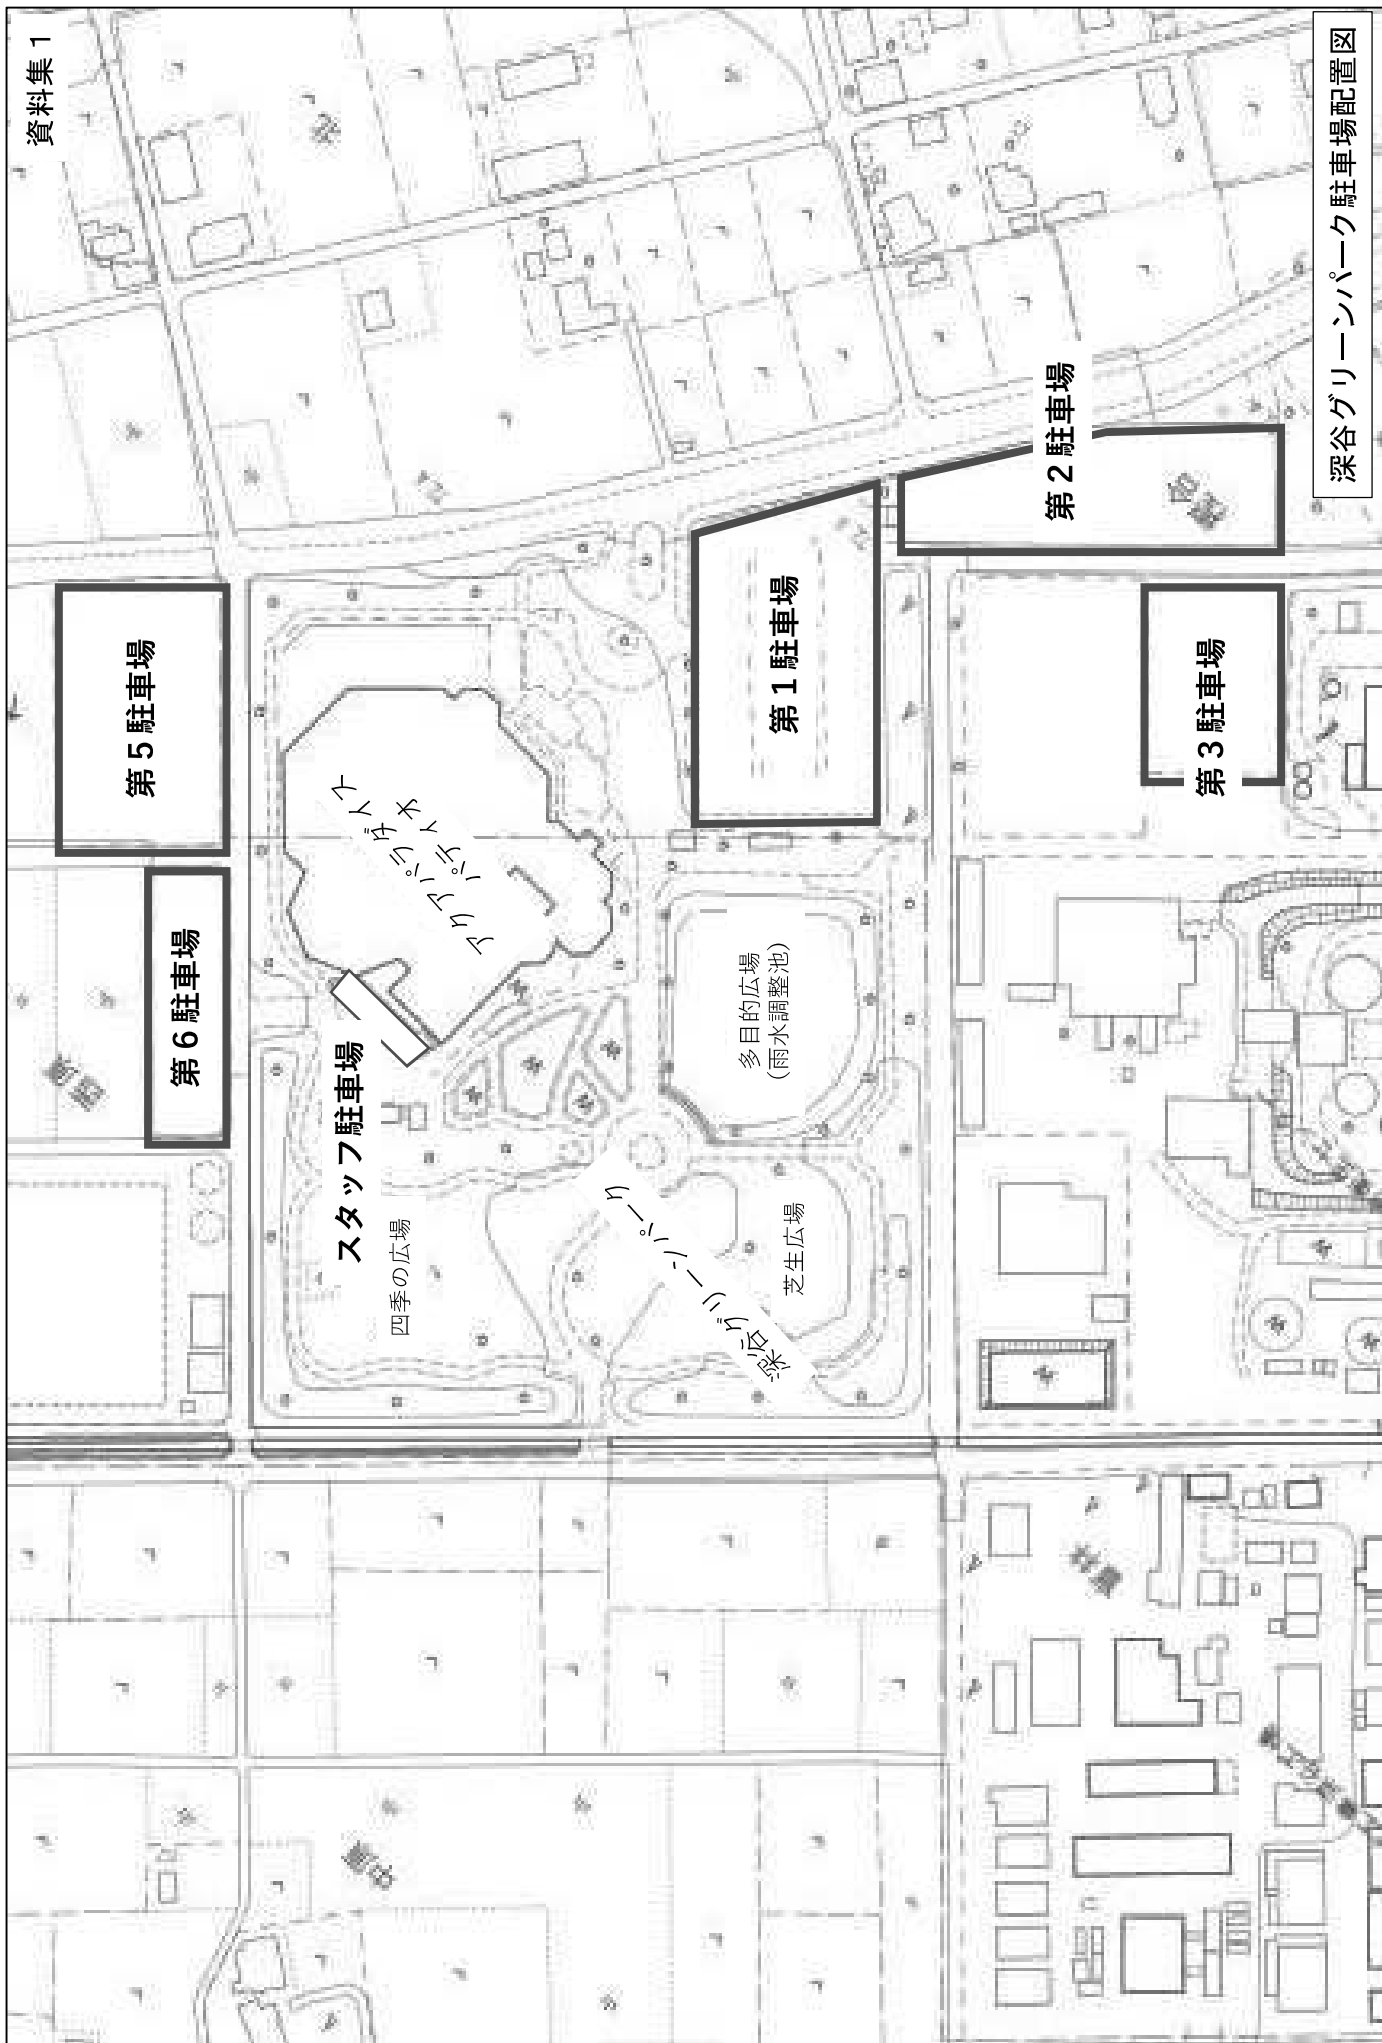 資料集１
第５駐車場
第６駐車場
スタッフ駐車場
四季の広場
アクアパラダイス
パティオ
第１駐車場
第２駐車場
第３駐車場
多目的広場
(雨水調整池)
芝生広場
深谷グリーンパーク
深谷グリーンパーク駐車場配置図